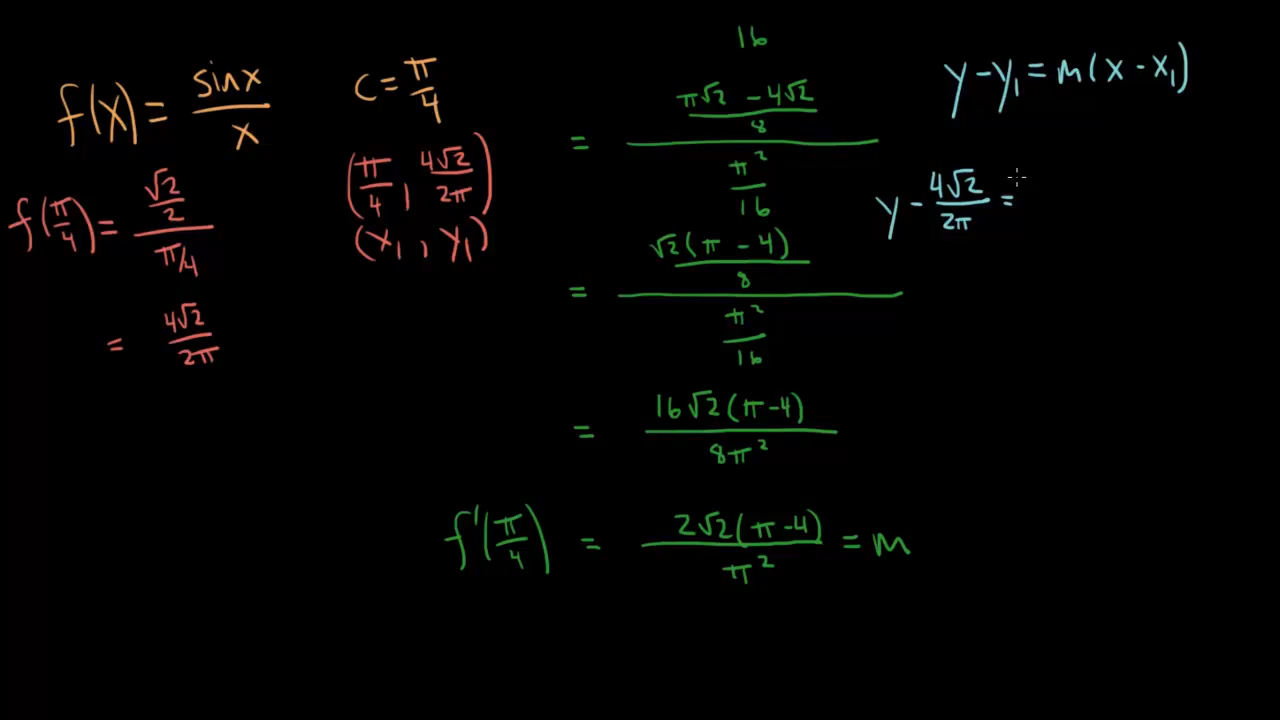 f(x) = sinx / x
c = π/4
f(π/4) = (√2/2) / (π/4)
= 4√2 / 2π
(π/4, 4√2/2π)
(x₁, y₁)
16
= ((π√2 - 4√2)/8) / (π²/16)
= (√2(π - 4)/8) / (π²/16)
= 16√2(π-4) / 8π²
f'(π/4) = 2√2(π-4) / π² = m
y - y₁ = m(x - x₁)
y - 4√2/2π =